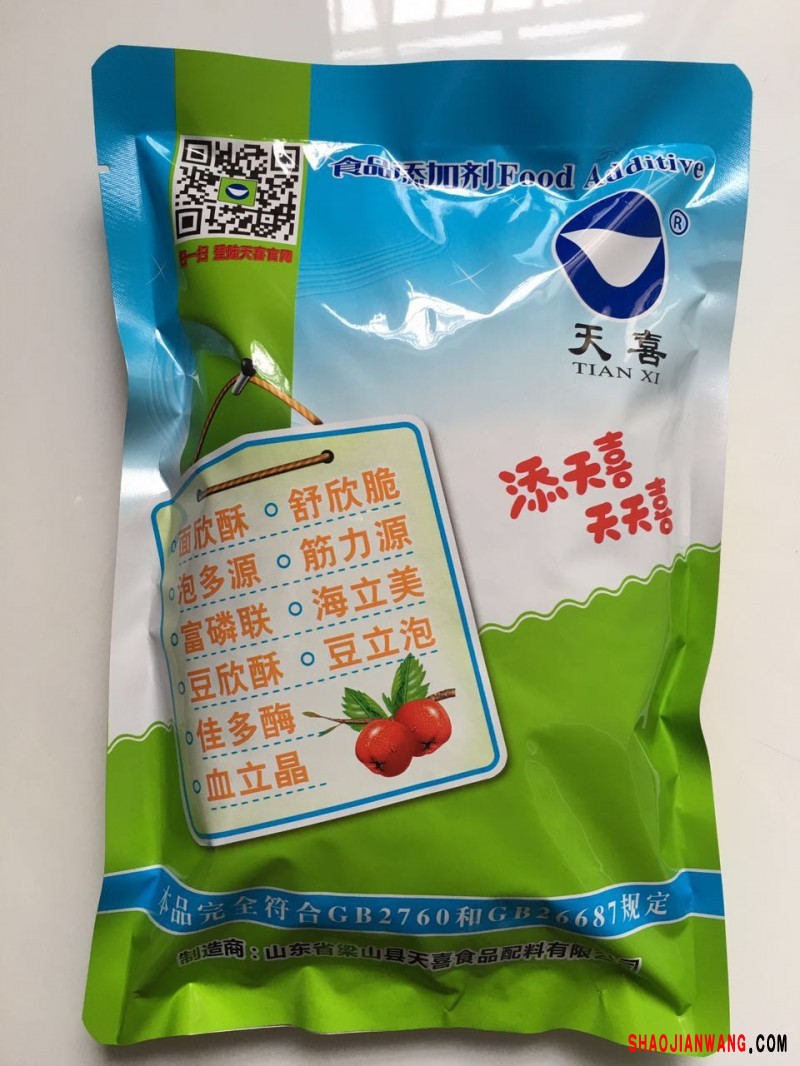 食品添加剂Food Additive
®
扫一扫 登陆天喜官网
天喜
TIAN XI
添天喜
天天喜
面欣酥 舒欣脆
泡多源 筋力源
富磷联 海立美
豆欣酥 豆立泡
佳多酶
血立晶
本品完全符合GB2760和GB26687规定
制造商:山东省梁山县天喜食品配料有限公司
SHAOJIANWANG.COM